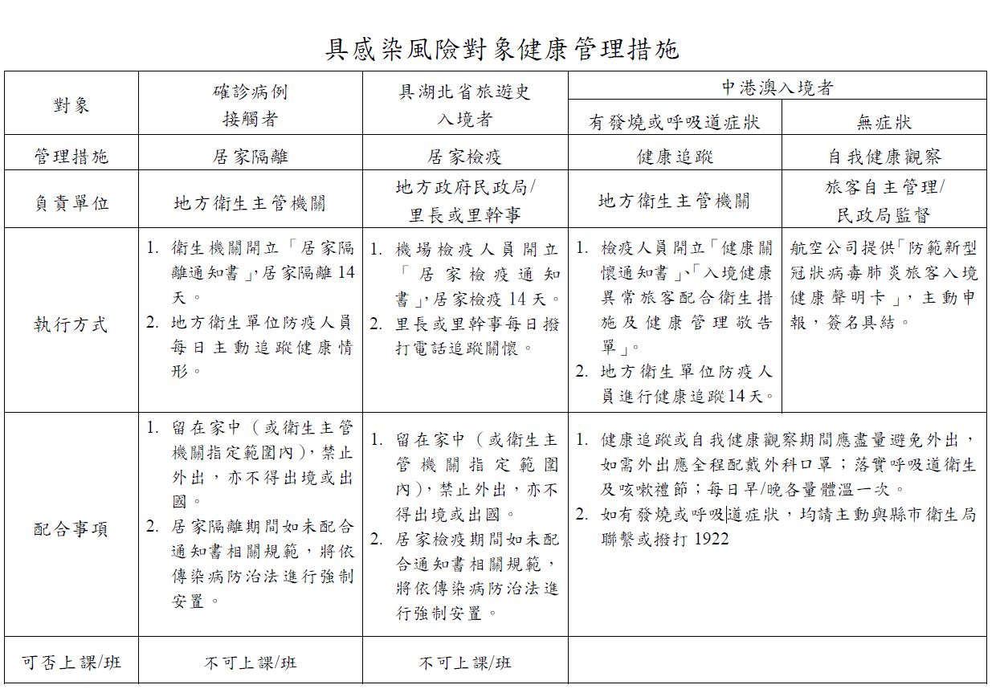 具感染風險對象健康管理措施
對象
確診病例
接觸者
具湖北省旅遊史
入境者
中港澳入境者
有發燒或呼吸道症狀
無症狀
管理措施
居家隔離
居家檢疫
健康追蹤
自我健康觀察
負責單位
地方衛生主管機關
地方政府民政局/
里長或里幹事
地方衛生主管機關
旅客自主管理/
民政局監督
執行方式
1. 衛生機關開立「居家隔
離通知書」,居家隔離 14
天。
2. 地方衛生單位防疫人員
每日主動追蹤健康情
形。
1. 機場檢疫人員開立
「居家檢疫通知
書」,居家檢疫 14 天。
2. 里長或里幹事每日撥
打電話追蹤關懷。
1. 檢疫人員開立「健康關
懷通知書」、「入境健康
異常旅客配合衛生措
施及健康管理敬告
單」。
2. 地方衛生單位防疫人
員進行健康追蹤14天。
航空公司提供「防範新型
冠狀病毒肺炎旅客入境
健康聲明卡」，主動申
報，簽名具結。
配合事項
1. 留在家中（或衛生主管
機關指定範圍內），禁止
外出，亦不得出境或出
國。
2. 居家隔離期間如未配合
通知書相關規範，將依
傳染病防治法進行強制
安置。
1. 留在家中（或衛生主
管機關指定範圍
內），禁止外出，亦不
得出境或出國。
2. 居家檢疫期間如未配
合通知書相關規範，
將依傳染病防治法進
行強制安置。
1. 健康追蹤或自我健康觀察期間應盡量避免外出，
如需外出應全程配戴外科口罩；落實呼吸道衛生
及咳嗽禮節；每日早/晚各量體溫一次。
2. 如有發燒或呼吸道症狀，均請主動與縣市衛生局
聯繫或撥打 1922
可否上課/班
不可上課/班
不可上課/班